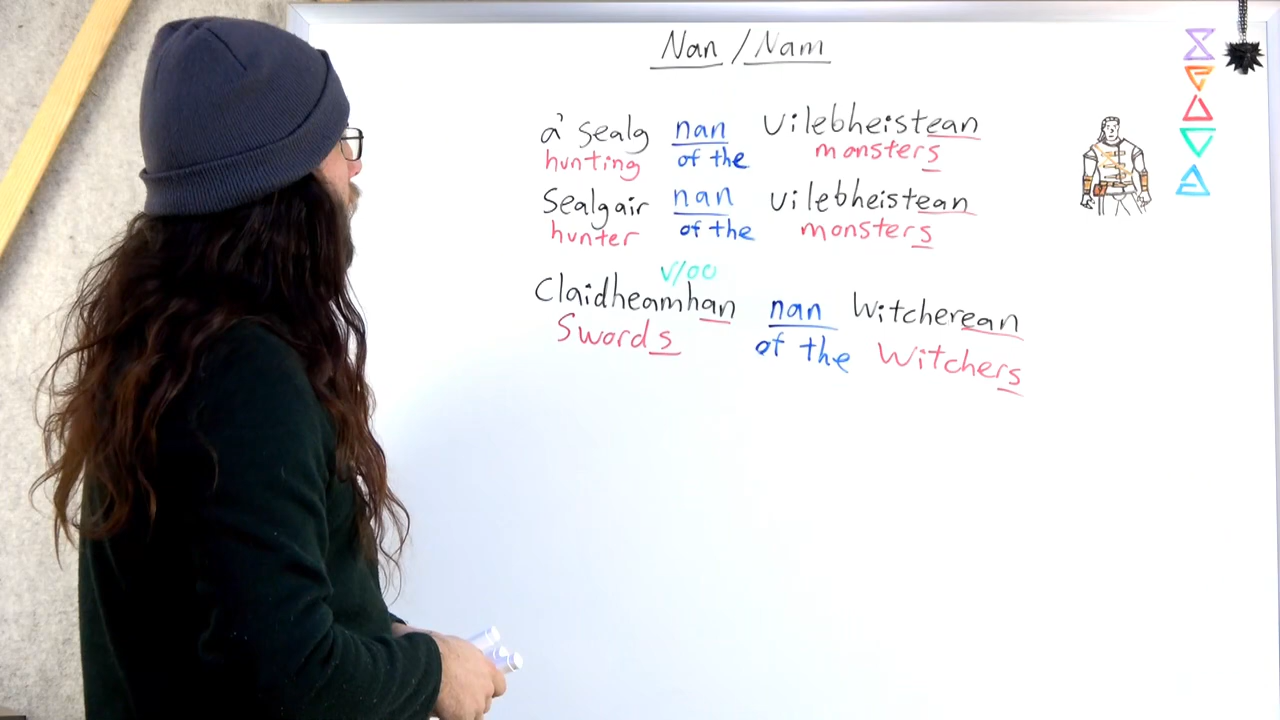 Nan / Nam
a' sealg nan uilebheistean
hunting of the monsters
Sealgair nan uilebheistean
hunter of the monsters
v/oo
Claidheamhan nan Witcherean
Swords of the Witchers